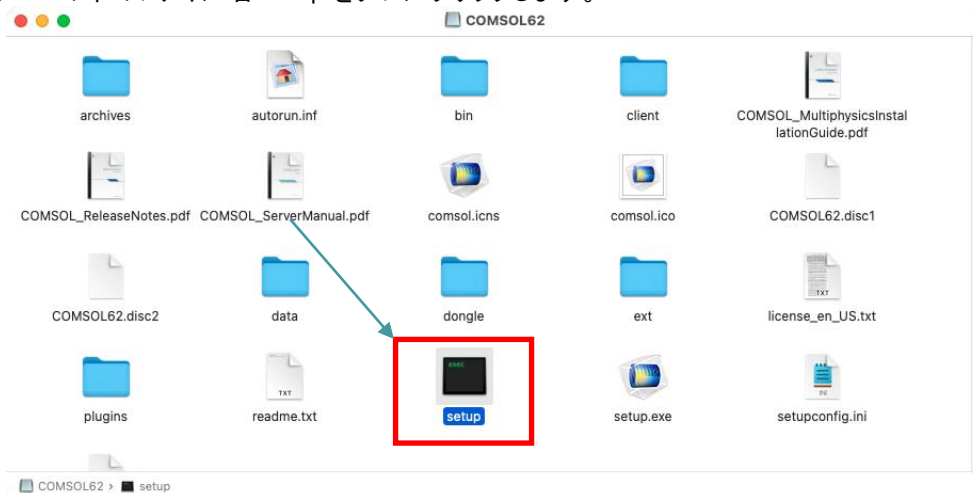 COMSOL62
archives
autorun.inf
bin
client
COMSOL_MultiphysicsInstal
lationGuide.pdf
COMSOL_ReleaseNotes.pdf
COMSOL_ServerManual.pdf
comsol.icns
comsol.ico
COMSOL62.disc1
COMSOL62.disc2
data
dongle
ext
TXT
license_en_US.txt
plugins
TXT
readme.txt
exec
setup
setup.exe
INI
setupconfig.ini
COMSOL62 › setup